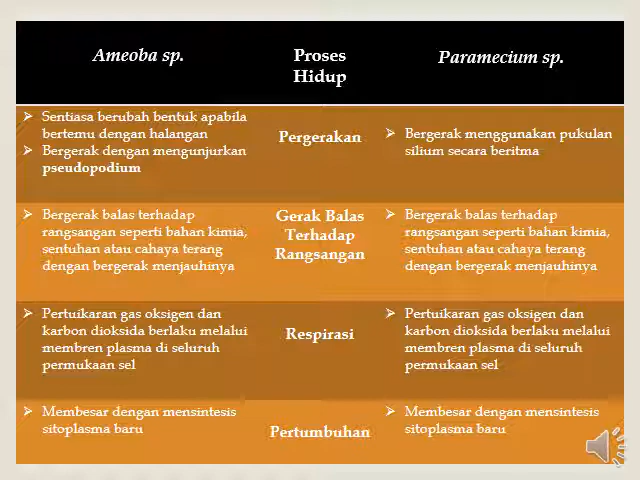 Ameoba sp.
Proses
Hidup
Paramecium sp.
Sentiasa berubah bentuk apabila
bertemu dengan halangan
Bergerak dengan mengunjurkan
pseudopodium
Pergerakan
Bergerak menggunakan pukulan
silium secara beritma
Bergerak balas terhadap
rangsangan seperti bahan kimia,
sentuhan atau cahaya terang
dengan bergerak menjauhinya
Gerak Balas
Terhadap
Rangsangan
Bergerak balas terhadap
rangsangan seperti bahan kimia,
sentuhan atau cahaya terang
dengan bergerak menjauhinya
Pertuikaran gas oksigen dan
karbon dioksida berlaku melalui
membren plasma di seluruh
permukaan sel
Respirasi
Pertuikaran gas oksigen dan
karbon dioksida berlaku melalui
membren plasma di seluruh
permukaan sel
Membesar dengan mensintesis
sitoplasma baru
Pertumbuhan
Membesar dengan mensintesis
sitoplasma baru